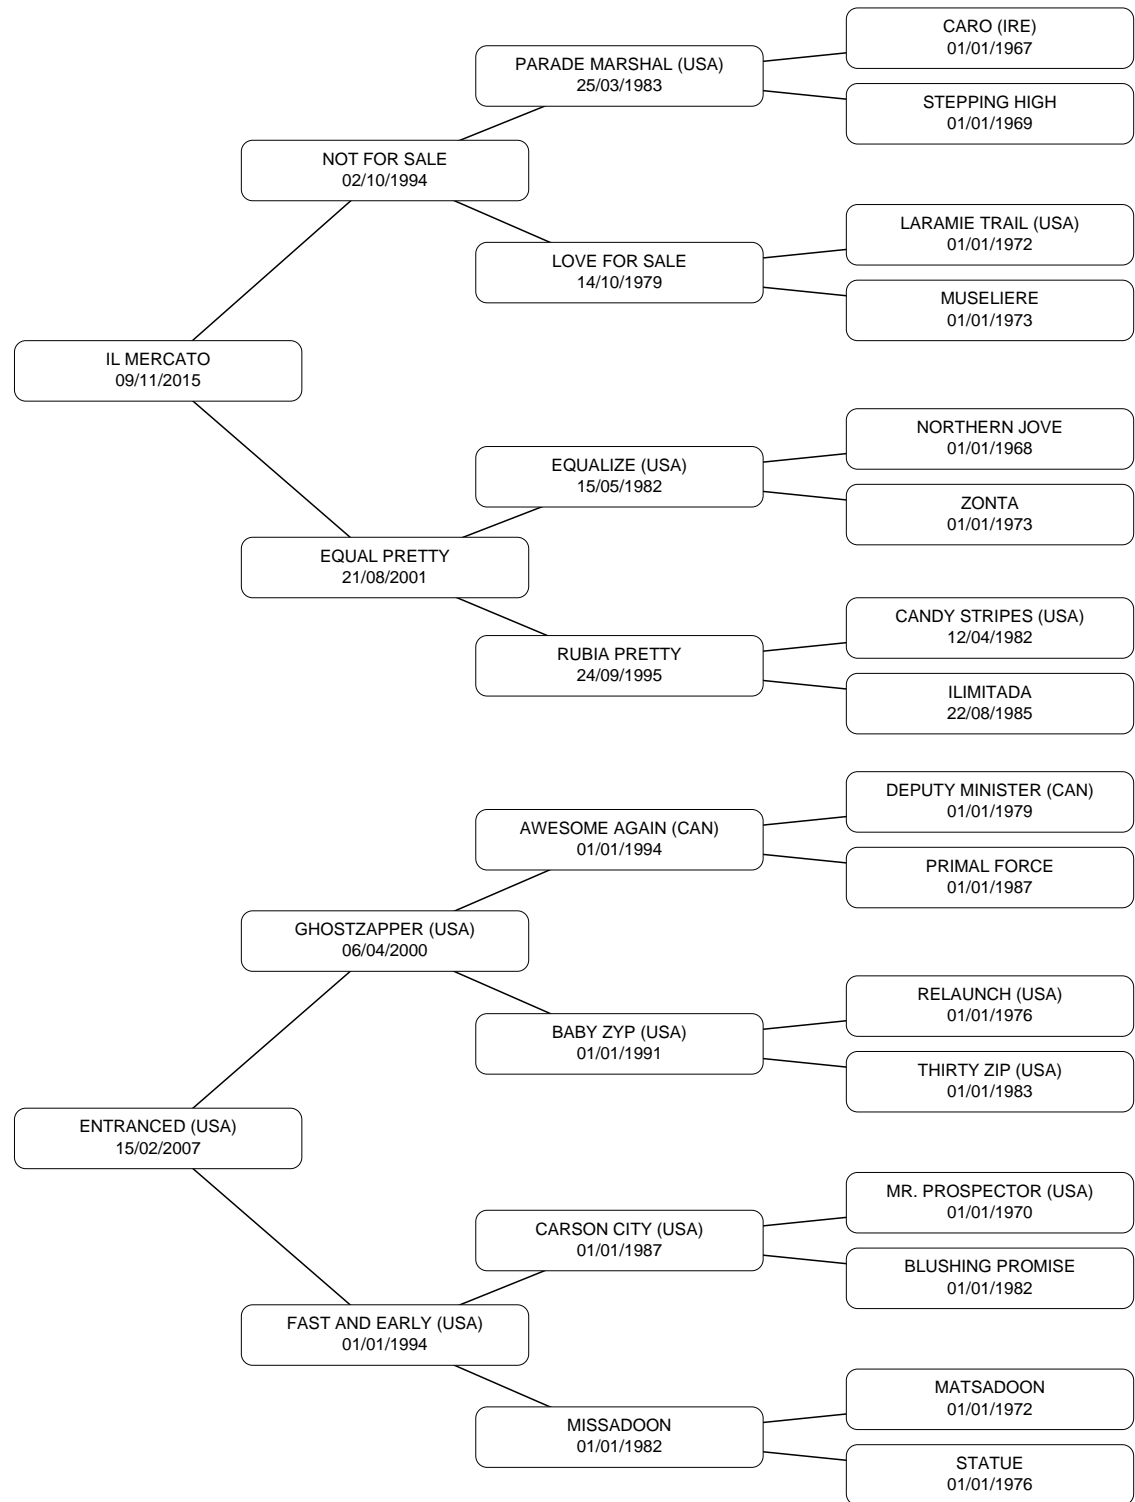 CARO (IRE)
01/01/1967
PARADE MARSHAL (USA)
25/03/1983
STEPPING HIGH
01/01/1969
NOT FOR SALE
02/10/1994
LARAMIE TRAIL (USA)
01/01/1972
LOVE FOR SALE
14/10/1979
MUSELIERE
01/01/1973
IL MERCATO
09/11/2015
NORTHERN JOVE
01/01/1968
EQUALIZE (USA)
15/05/1982
ZONTA
01/01/1973
EQUAL PRETTY
21/08/2001
CANDY STRIPES (USA)
12/04/1982
RUBIA PRETTY
24/09/1995
ILIMITADA
22/08/1985
DEPUTY MINISTER (CAN)
01/01/1979
AWESOME AGAIN (CAN)
01/01/1994
PRIMAL FORCE
01/01/1987
GHOSTZAPPER (USA)
06/04/2000
RELAUNCH (USA)
01/01/1976
BABY ZYP (USA)
01/01/1991
THIRTY ZIP (USA)
01/01/1983
ENTRANCED (USA)
15/02/2007
MR. PROSPECTOR (USA)
01/01/1970
CARSON CITY (USA)
01/01/1987
BLUSHING PROMISE
01/01/1982
FAST AND EARLY (USA)
01/01/1994
MATSADOON
01/01/1972
MISSADOON
01/01/1982
STATUE
01/01/1976